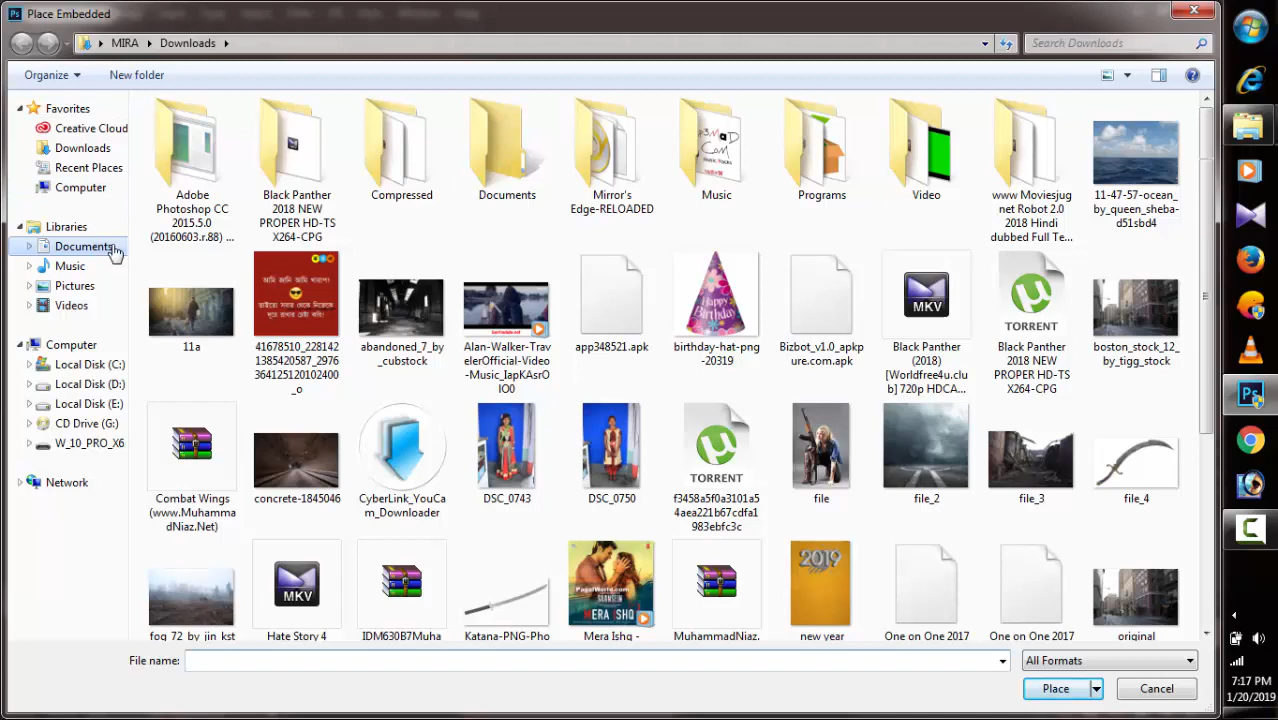 Place Embedded
MIRA
Downloads
Search Downloads
Organize
New folder
Favorites
Creative Cloud
Downloads
Recent Places
Computer
Libraries
Documents
Music
Pictures
Videos
Computer
Local Disk (C:)
Local Disk (D:)
Local Disk (E:)
CD Drive (G:)
W_10_PRO_X6
Network
Adobe
Photoshop CC
2015.5.0
(20160603.r.88) ...
Black Panther
2018 NEW
PROPER HD-TS
X264-CPG
Compressed
Documents
Mirror's
Edge-RELOADED
Music
Programs
Video
www Moviesjug
net Robot 2.0
2018 Hindi
dubbed Full Te...
11-47-57-ocean_
by_queen_sheba-
d51sbd4
11a
41678510_228142
1385420587_2976
364125120102400
_o
abandoned_7_by
_cubstock
Alan-Walker-Trav
elerOfficial-Video
-Music_IapKAsrO
IO0
app348521.apk
Happy
Birthday
birthday-hat-png
-20319
Bizbot_v1.0_apkp
ure.com.apk
MKV
Black Panther
(2018)
[Worldfree4u.clu
b] 720p HDCA...
TORRENT
Black Panther
2018 NEW
PROPER HD-TS
X264-CPG
boston_stock_12_
by_tigg_stock
Combat Wings
(www.Muhamma
dNiaz.Net)
concrete-1845046
CyberLink_YouCa
m_Downloader
DSC_0743
DSC_0750
TORRENT
f3458a5f0a3101a5
4aea221b67cdfa1
983ebfc3c
file
file_2
file_3
file_4
fog_72_by_jin_kst
MKV
Hate Story 4
IDM630B7Muha
Katana-PNG-Pho
MERA ISHQ
Mera Ishq -
MuhammadNiaz.
2019
new year
One on One 2017
One on One 2017
original
File name:
All Formats
Place
Cancel
7:17 PM
1/20/2019